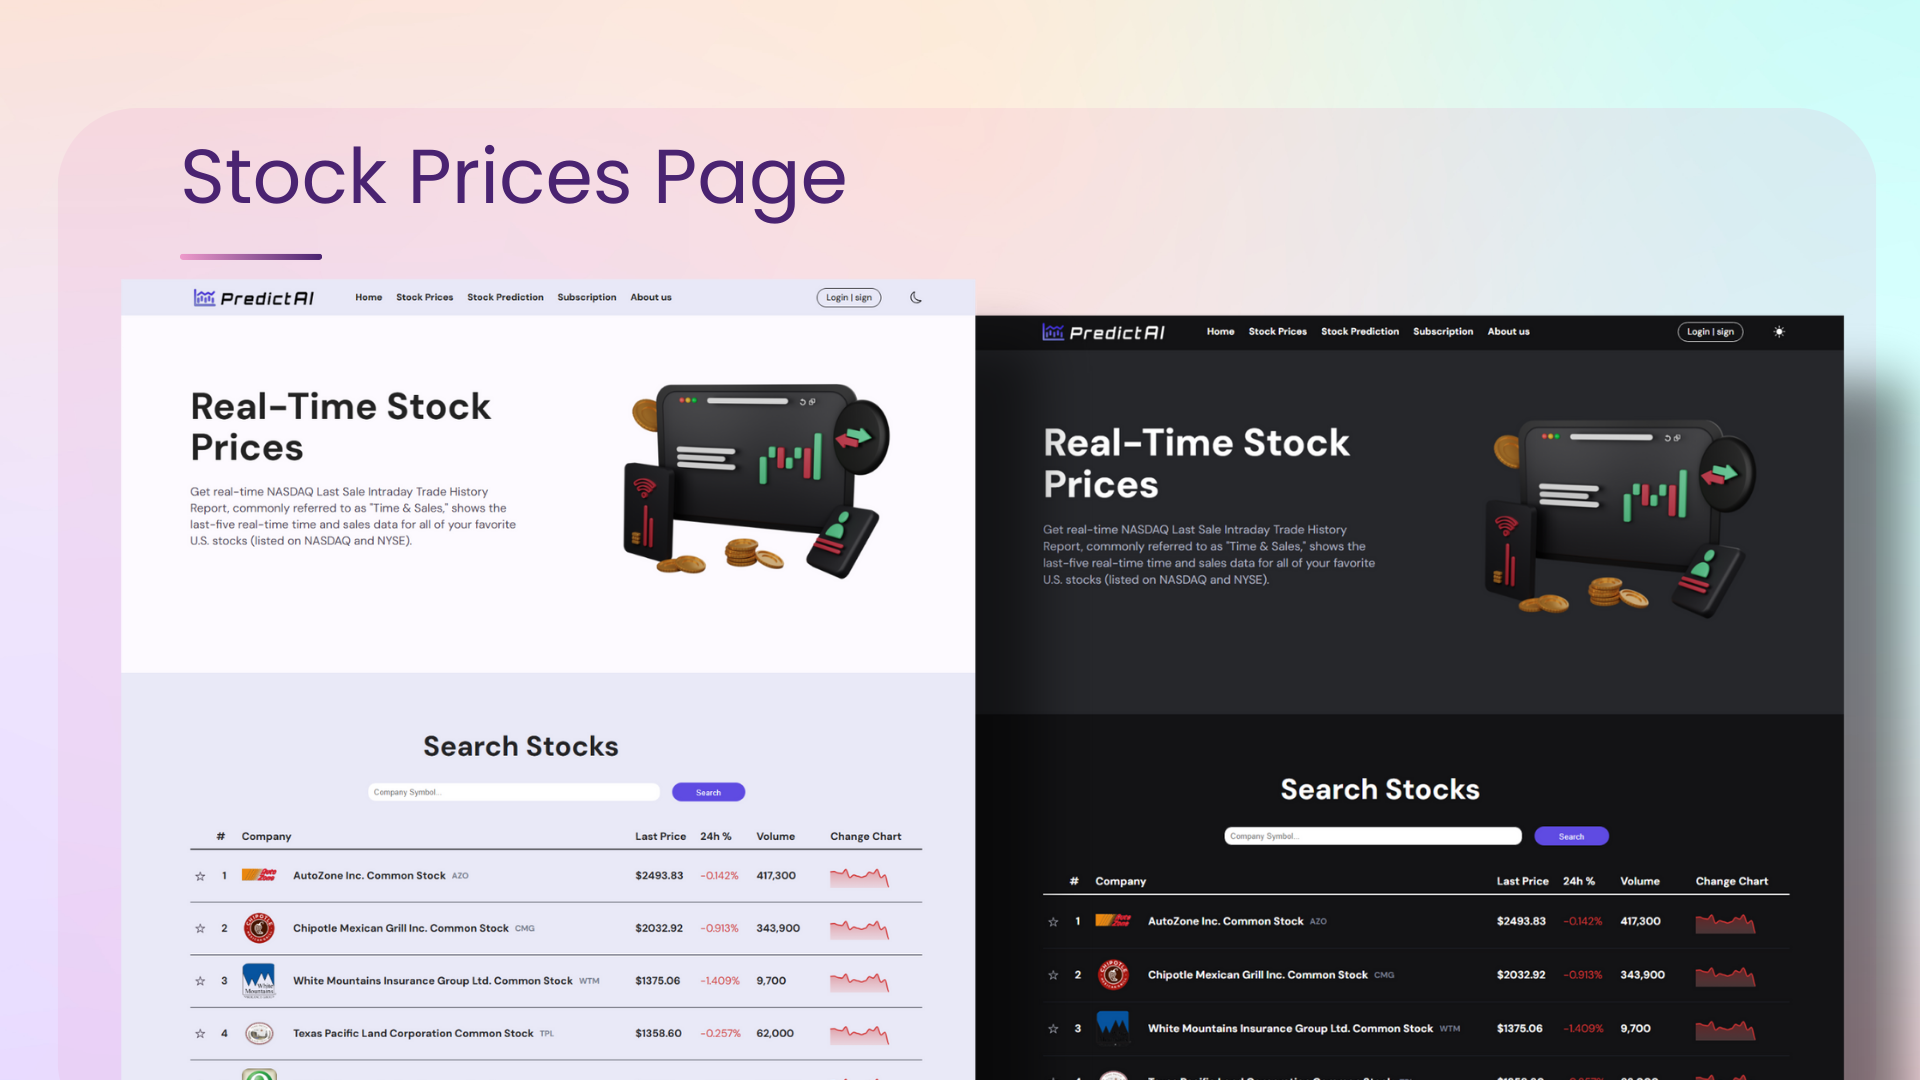 Stock Prices Page
PredictAI Home Stock Prices Stock Prediction Subscription About us Login | sign
Real-Time Stock
Prices
Get real-time NASDAQ Last Sale Intraday Trade History
Report, commonly referred to as "Time & Sales," shows the
last-five real-time time and sales data for all of your favorite
U.S. stocks (listed on NASDAQ and NYSE).
Search Stocks
Company Symbol... Search
# Company Last Price 24h % Volume Change Chart
1 AutoZone Inc. Common Stock AZO $2493.83 -0.142% 417,300
2 Chipotle Mexican Grill Inc. Common Stock CMG $2032.92 -0.913% 343,900
3 White Mountains Insurance Group Ltd. Common Stock WTM $1375.06 -1.409% 9,700
4 Texas Pacific Land Corporation Common Stock TPL $1358.60 -0.257% 62,000
PredictAI Home Stock Prices Stock Prediction Subscription About us Login | sign
Real-Time Stock
Prices
Get real-time NASDAQ Last Sale Intraday Trade History
Report, commonly referred to as "Time & Sales," shows the
last-five real-time time and sales data for all of your favorite
U.S. stocks (listed on NASDAQ and NYSE).
Search Stocks
Company Symbol... Search
# Company Last Price 24h % Volume Change Chart
1 AutoZone Inc. Common Stock AZO $2493.83 -0.142% 417,300
2 Chipotle Mexican Grill Inc. Common Stock CMG $2032.92 -0.913% 343,900
3 White Mountains Insurance Group Ltd. Common Stock WTM $1375.06 -1.409% 9,700